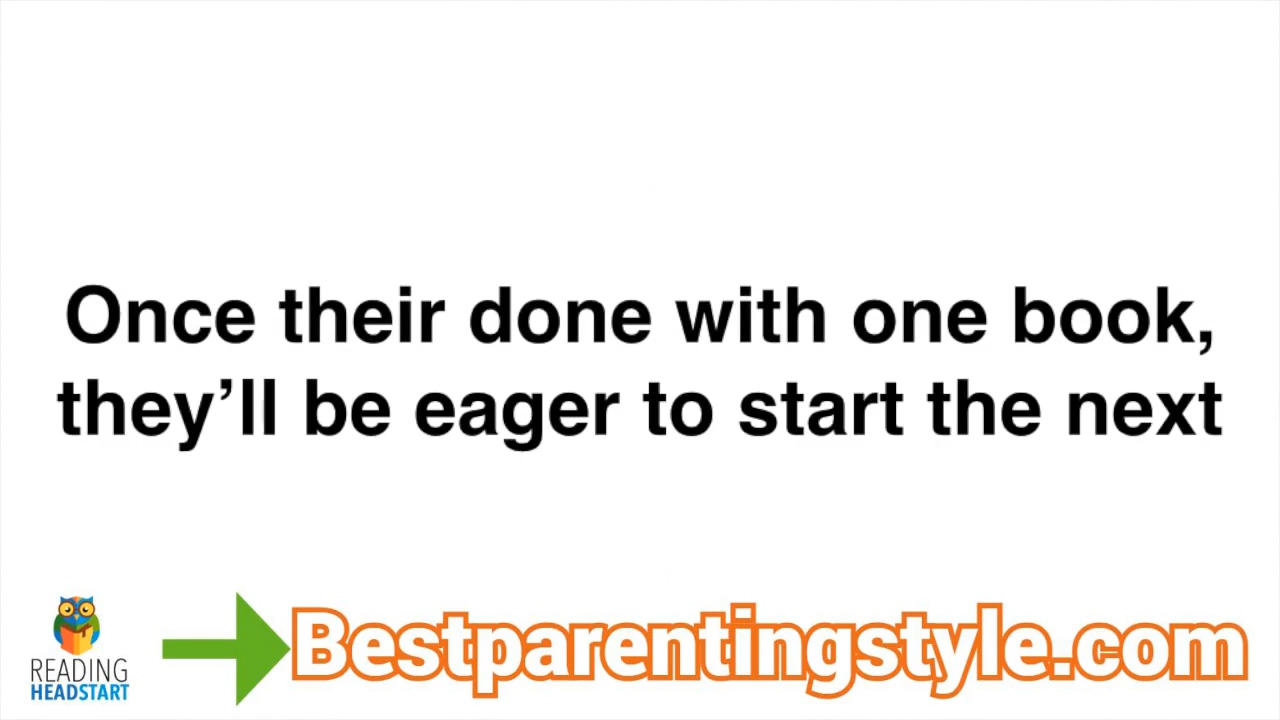 Once their done with one book,
they’ll be eager to start the next
READING
HEADSTART
Bestparentingstyle.com